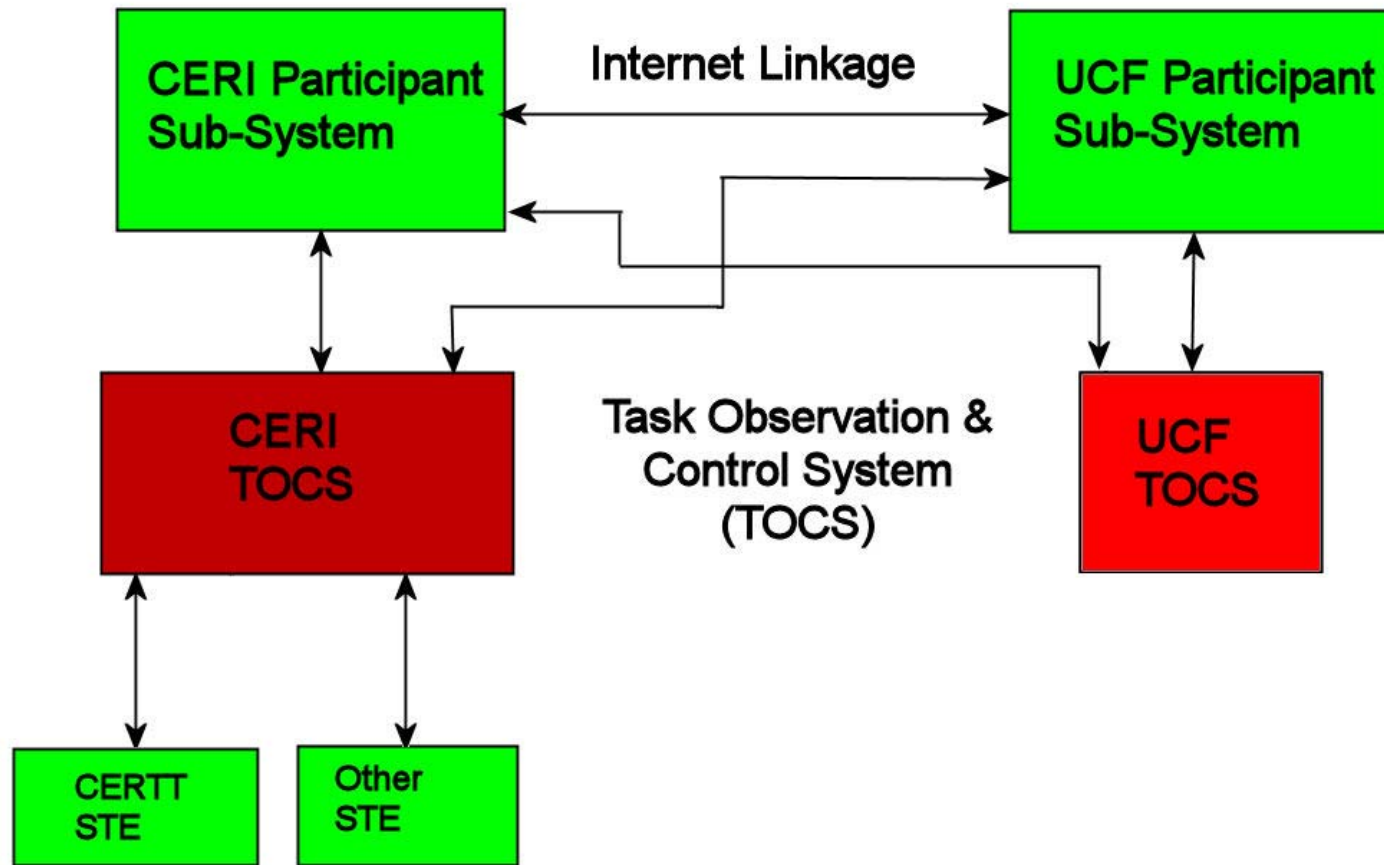 CERI Participant
Sub-System
Internet Linkage
UCF Participant
Sub-System
CERI
TOCS
Task Observation &
Control System
(TOCS)
UCF
TOCS
CERTT
STE
Other
STE